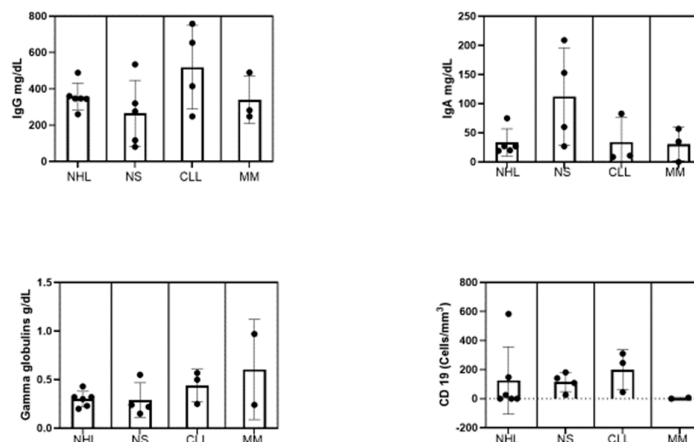 IgG mg/dL
800
600
400
200
0
NHL NS CLL MM
IgA mg/dL
250
200
150
100
50
0
NHL NS CLL MM
Gamma globulins g/dL
1.5
1.0
0.5
0.0
NHL NS CLL MM
CD 19 (Cells/mm³)
800
600
400
200
0
-200
NHL NS CLL MM